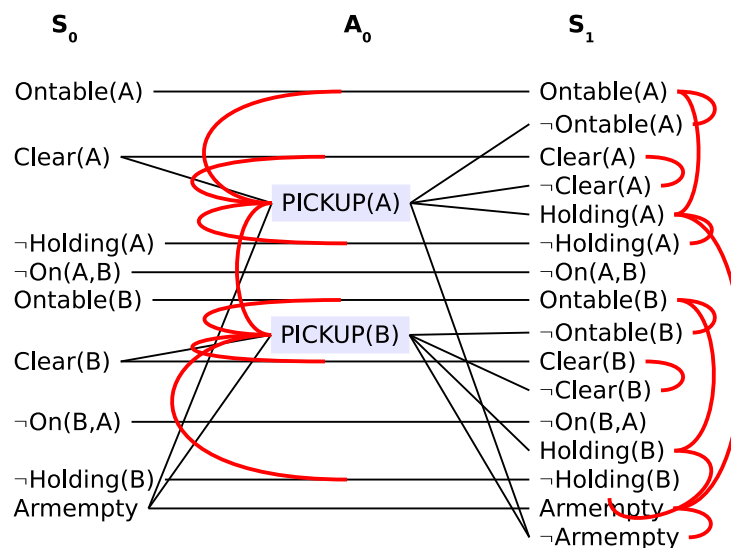 S₀ A₀ S₁
Ontable(A) Ontable(A)
¬Ontable(A)
Clear(A) Clear(A)
¬Clear(A)
PICKUP(A) Holding(A)
¬Holding(A) ¬Holding(A)
¬On(A,B) ¬On(A,B)
Ontable(B) Ontable(B)
PICKUP(B) ¬Ontable(B)
Clear(B) Clear(B)
¬Clear(B)
¬On(B,A) ¬On(B,A)
Holding(B)
¬Holding(B) ¬Holding(B)
Armempty Armempty
¬Armempty